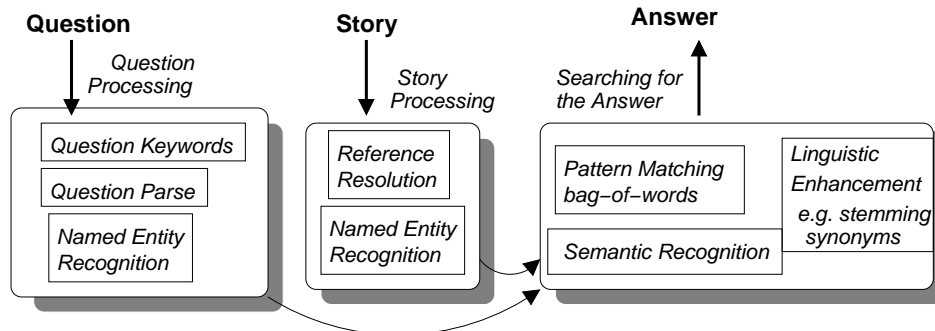 Question
Question
Processing
Question Keywords
Question Parse
Named Entity
Recognition
Story
Story
Processing
Reference
Resolution
Named Entity
Recognition
Answer
Searching for
the Answer
Pattern Matching
bag−of−words
Semantic Recognition
Linguistic
Enhancement
e.g. stemming
synonyms